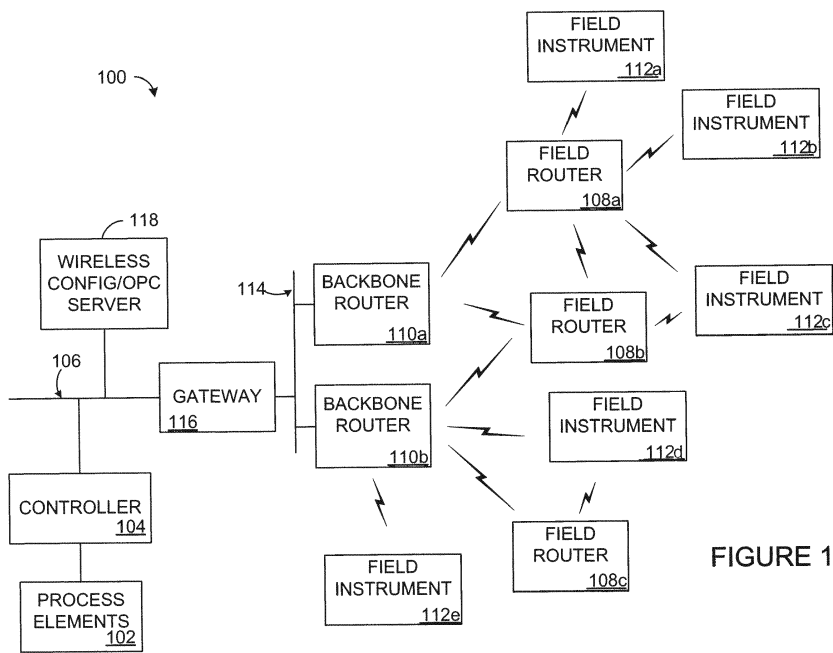 FIELD
INSTRUMENT
112a
100
FIELD
INSTRUMENT
112b
FIELD
ROUTER
108a
118
WIRELESS
CONFIG/OPC
SERVER
114
BACKBONE
ROUTER
110a
FIELD
ROUTER
108b
FIELD
INSTRUMENT
112c
106
GATEWAY
116
BACKBONE
ROUTER
110b
FIELD
INSTRUMENT
112d
CONTROLLER
104
FIELD
ROUTER
108c
FIGURE 1
PROCESS
ELEMENTS
102
FIELD
INSTRUMENT
112e